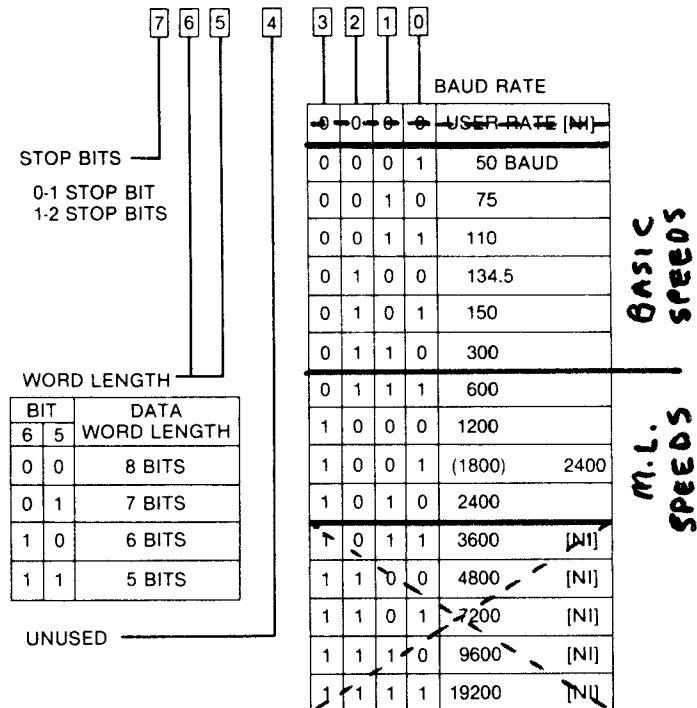 7 6 5 4 3 2 1 0
BAUD RATE
0 0 0 0 USER RATE [NI]
STOP BITS
0-1 STOP BIT
1-2 STOP BITS
0 0 0 1 50 BAUD
0 0 1 0 75
0 0 1 1 110
0 1 0 0 134.5
0 1 0 1 150
0 1 1 0 300
BASIC
SPEEDS
WORD LENGTH
BIT DATA
6 5 WORD LENGTH
0 0 8 BITS
0 1 7 BITS
1 0 6 BITS
1 1 5 BITS
UNUSED
0 1 1 1 600
1 0 0 0 1200
1 0 0 1 (1800) 2400
1 0 1 0 2400
M.L.
SPEEDS
1 0 1 1 3600 [NI]
1 1 0 0 4800 [NI]
1 1 0 1 7200 [NI]
1 1 1 0 9600 [NI]
1 1 1 1 19200 [NI]